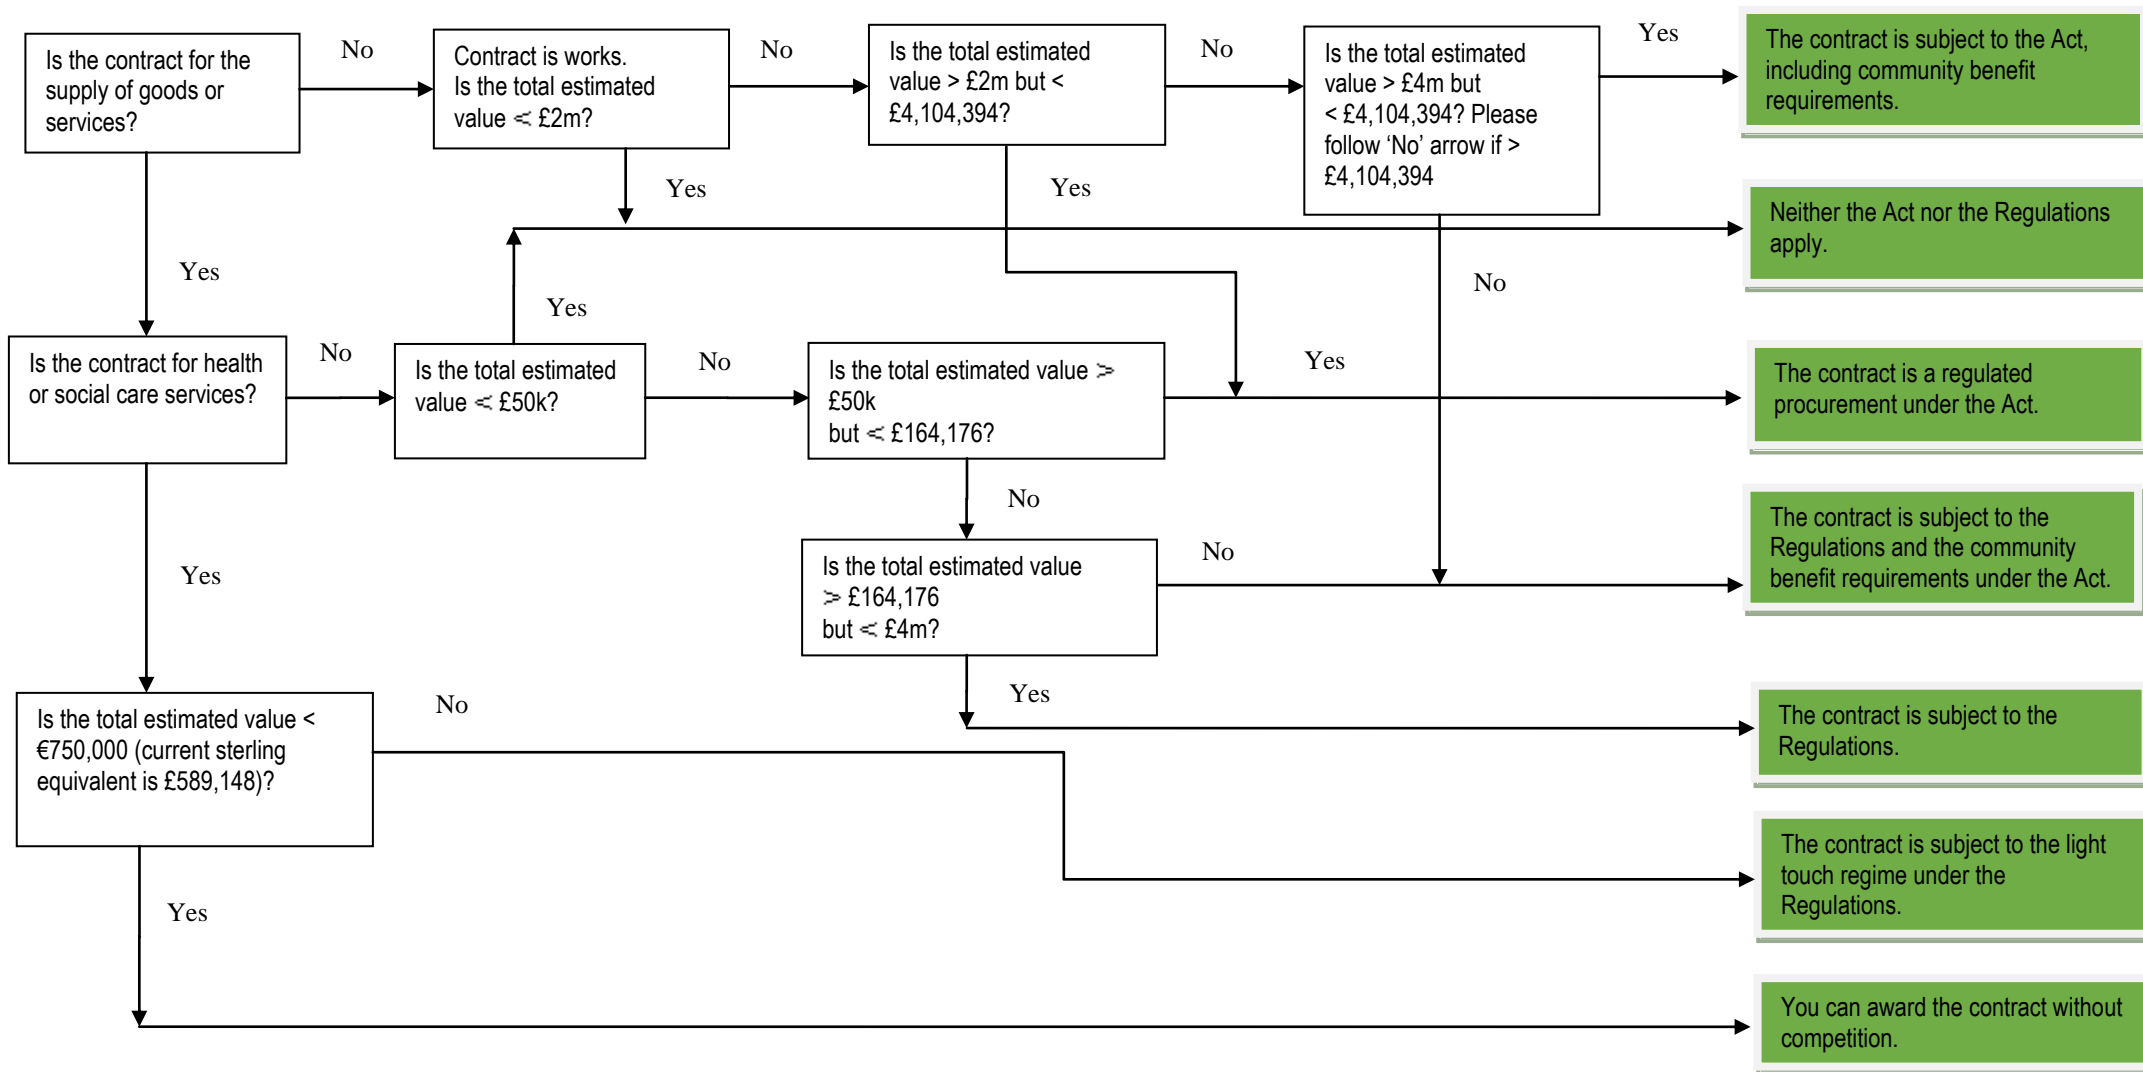 Is the contract for the
supply of goods or
services?
No
Contract is works.
Is the total estimated
value < £2m?
No
Is the total estimated
value > £2m but <
£4,104,394?
No
Is the total estimated
value > £4m but
< £4,104,394? Please
follow ‘No’ arrow if >
£4,104,394
Yes
The contract is subject to the Act,
including community benefit
requirements.
Yes
Yes
Neither the Act nor the Regulations
apply.
Yes
Yes
No
Is the contract for health
or social care services?
No
Is the total estimated
value < £50k?
No
Is the total estimated value >
£50k
but < £164,176?
Yes
The contract is a regulated
procurement under the Act.
No
Yes
Is the total estimated value
> £164,176
but < £4m?
No
The contract is subject to the
Regulations and the community
benefit requirements under the Act.
Yes
The contract is subject to the
Regulations.
Is the total estimated value <
€750,000 (current sterling
equivalent is £589,148)?
No
The contract is subject to the light
touch regime under the
Regulations.
Yes
You can award the contract without
competition.